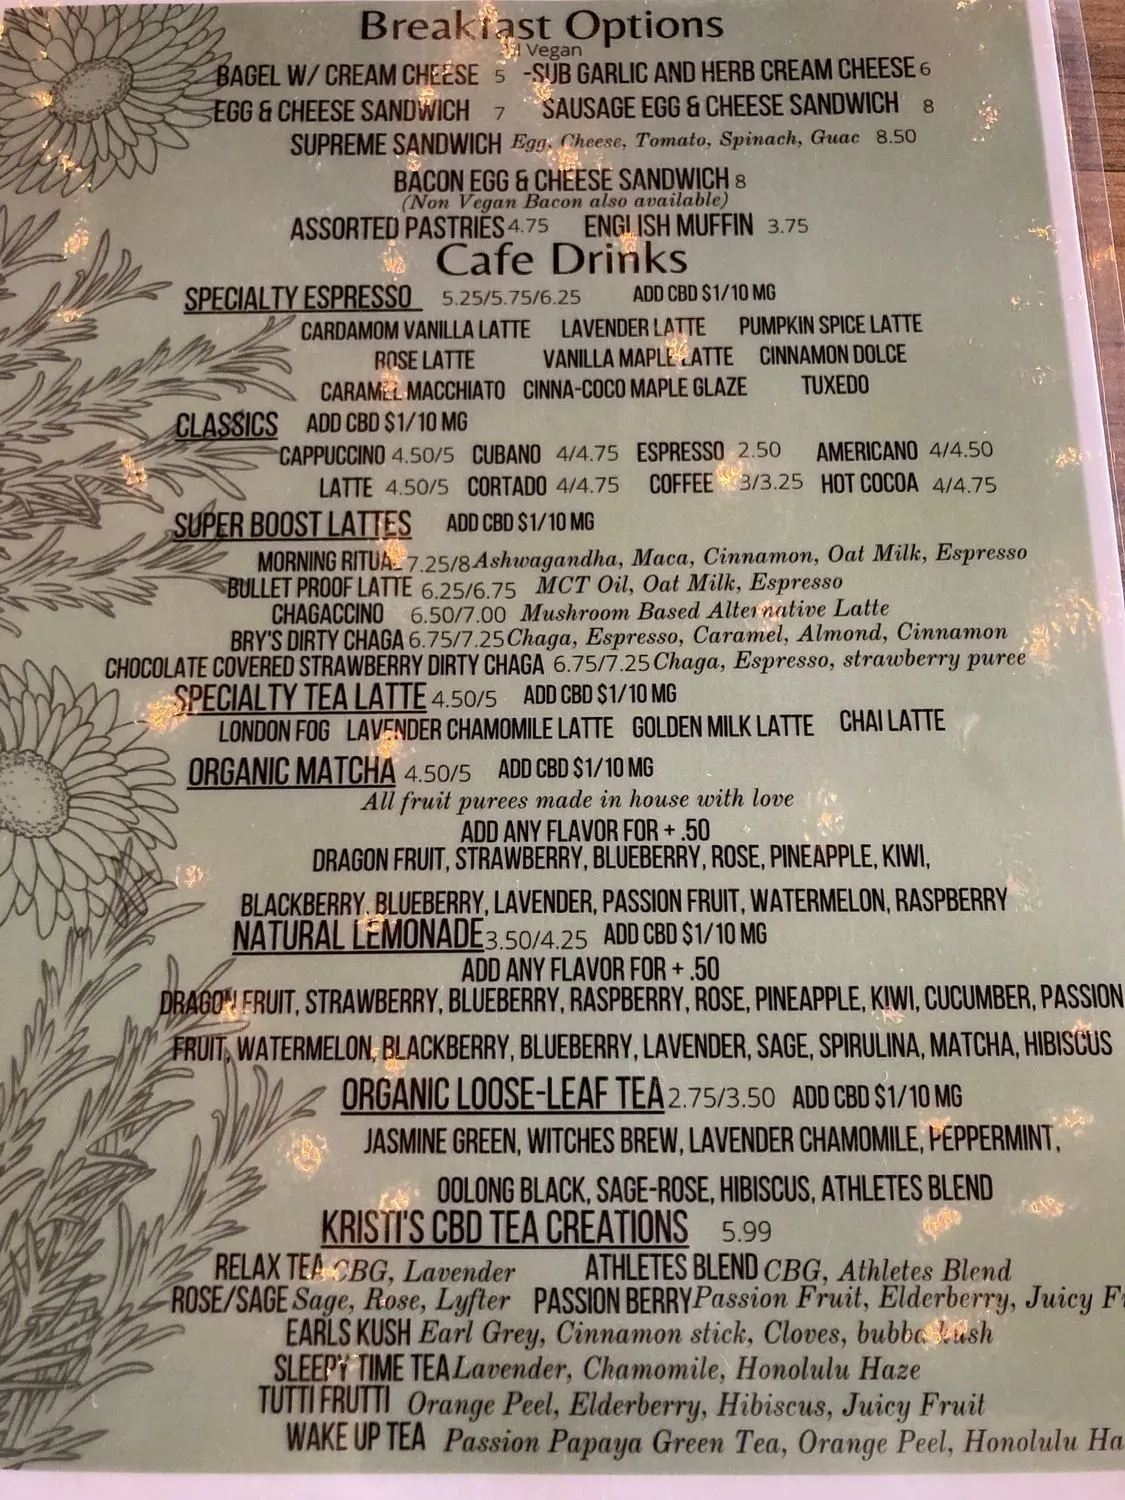 Breakfast Options
Vegan
BAGEL W/ CREAM CHEESE 5 -SUB GARLIC AND HERB CREAM CHEESE 6
EGG & CHEESE SANDWICH 7 SAUSAGE EGG & CHEESE SANDWICH 8
SUPREME SANDWICH Egg, Cheese, Tomato, Spinach, Guac 8.50
BACON EGG & CHEESE SANDWICH 8
(Non Vegan Bacon also available)
ASSORTED PASTRIES 4.75 ENGLISH MUFFIN 3.75
Cafe Drinks
SPECIALTY ESPRESSO 5.25/5.75/6.25 ADD CBD $1/10 MG
CARDAMOM VANILLA LATTE LAVENDER LATTE PUMPKIN SPICE LATTE
ROSE LATTE VANILLA MAPLE LATTE CINNAMON DOLCE
CARAMEL MACCHIATO CINNA-COCO MAPLE GLAZE TUXEDO
CLASSICS ADD CBD $1/10 MG
CAPPUCCINO 4.50/5 CUBANO 4/4.75 ESPRESSO 2.50 AMERICANO 4/4.50
LATTE 4.50/5 CORTADO 4/4.75 COFFEE 3/3.25 HOT COCOA 4/4.75
SUPER BOOST LATTES ADD CBD $1/10 MG
MORNING RITUAL 7.25/8 Ashwagandha, Maca, Cinnamon, Oat Milk, Espresso
BULLET PROOF LATTE 6.25/6.75 MCT Oil, Oat Milk, Espresso
CHAGACCINO 6.50/7.00 Mushroom Based Alternative Latte
BRY'S DIRTY CHAGA 6.75/7.25 Chaga, Espresso, Caramel, Almond, Cinnamon
CHOCOLATE COVERED STRAWBERRY DIRTY CHAGA 6.75/7.25 Chaga, Espresso, strawberry puree
SPECIALTY TEA LATTE 4.50/5 ADD CBD $1/10 MG
LONDON FOG LAVENDER CHAMOMILE LATTE GOLDEN MILK LATTE CHAI LATTE
ORGANIC MATCHA 4.50/5 ADD CBD $1/10 MG
All fruit purees made in house with love
ADD ANY FLAVOR FOR + .50
DRAGON FRUIT, STRAWBERRY, BLUEBERRY, ROSE, PINEAPPLE, KIWI,
BLACKBERRY, BLUEBERRY, LAVENDER, PASSION FRUIT, WATERMELON, RASPBERRY
NATURAL LEMONADE 3.50/4.25 ADD CBD $1/10 MG
ADD ANY FLAVOR FOR + .50
DRAGON FRUIT, STRAWBERRY, BLUEBERRY, RASPBERRY, ROSE, PINEAPPLE, KIWI, CUCUMBER, PASSION
FRUIT, WATERMELON, BLACKBERRY, BLUEBERRY, LAVENDER, SAGE, SPIRULINA, MATCHA, HIBISCUS
ORGANIC LOOSE-LEAF TEA 2.75/3.50 ADD CBD $1/10 MG
JASMINE GREEN, WITCHES BREW, LAVENDER CHAMOMILE, PEPPERMINT,
OOLONG BLACK, SAGE-ROSE, HIBISCUS, ATHLETES BLEND
KRISTI'S CBD TEA CREATIONS 5.99
RELAX TEA CBG, Lavender ATHLETES BLEND CBG, Athletes Blend
ROSE/SAGE Sage, Rose, Lyfter PASSION BERRY Passion Fruit, Elderberry, Juicy
EARLS KUSH Earl Grey, Cinnamon stick, Cloves, bubba kush
SLEEPY TIME TEA Lavender, Chamomile, Honolulu Haze
TUTTI FRUTTI Orange Peel, Elderberry, Hibiscus, Juicy Fruit
WAKE UP TEA Passion Papaya Green Tea, Orange Peel, Honolulu